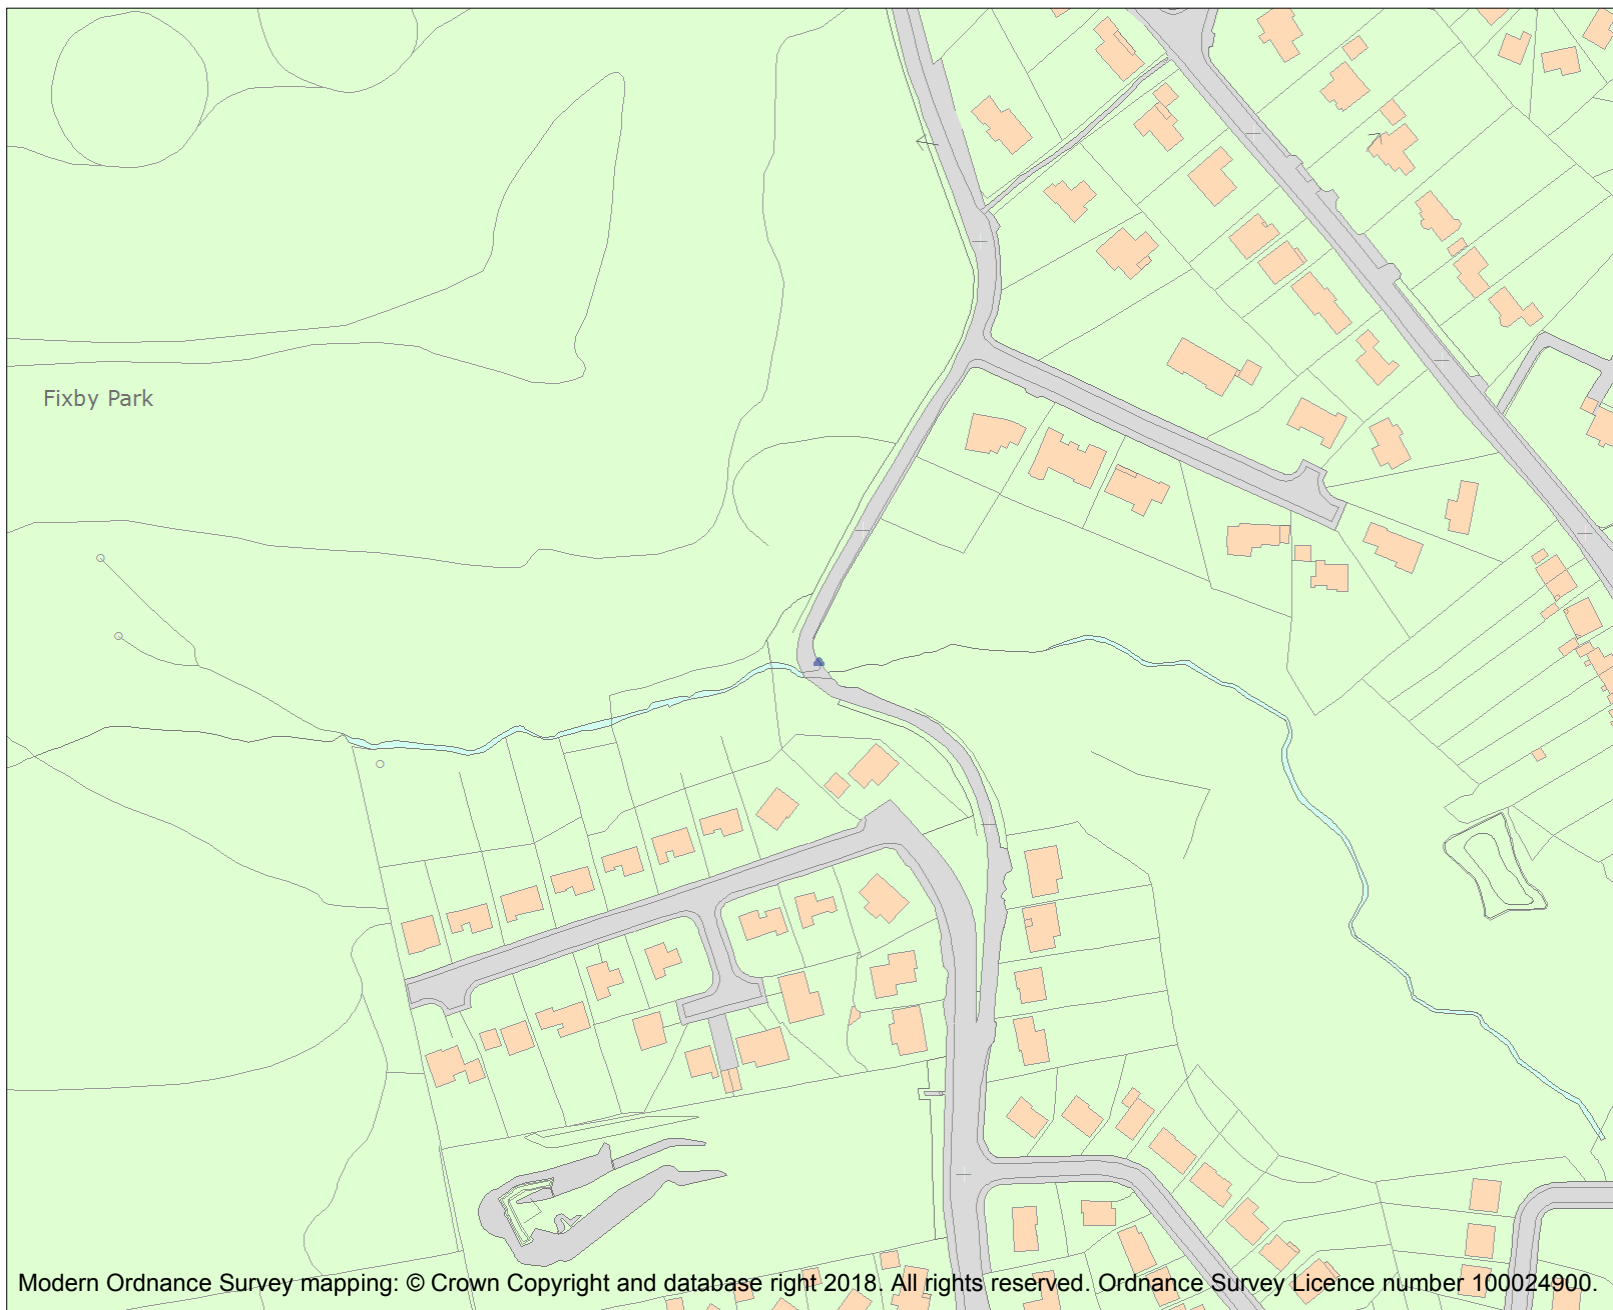 Fixby Park
Modern Ordnance Survey mapping: © Crown Copyright and database right 2018. All rights reserved. Ordnance Survey Licence number 100024900.